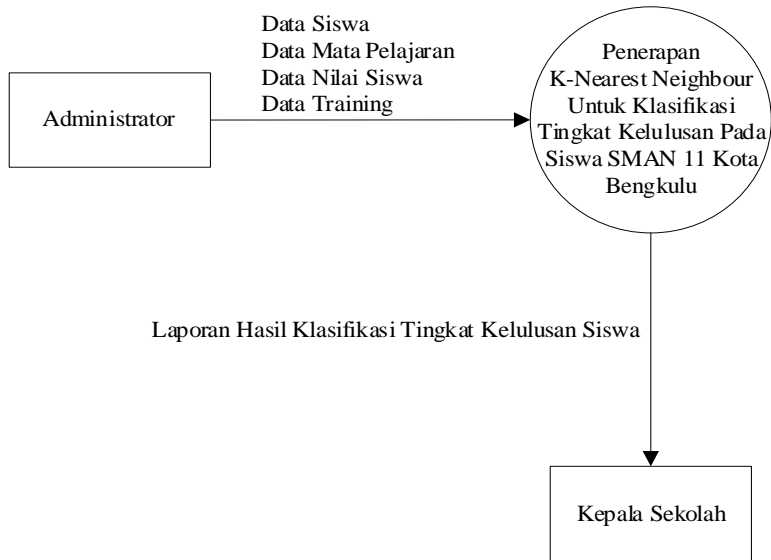 Data Siswa
Data Mata Pelajaran
Data Nilai Siswa
Data Training
Administrator
Penerapan
K-Nearest Neighbour
Untuk Klasifikasi
Tingkat Kelulusan Pada
Siswa SMAN 11 Kota
Bengkulu
Laporan Hasil Klasifikasi Tingkat Kelulusan Siswa
Kepala Sekolah